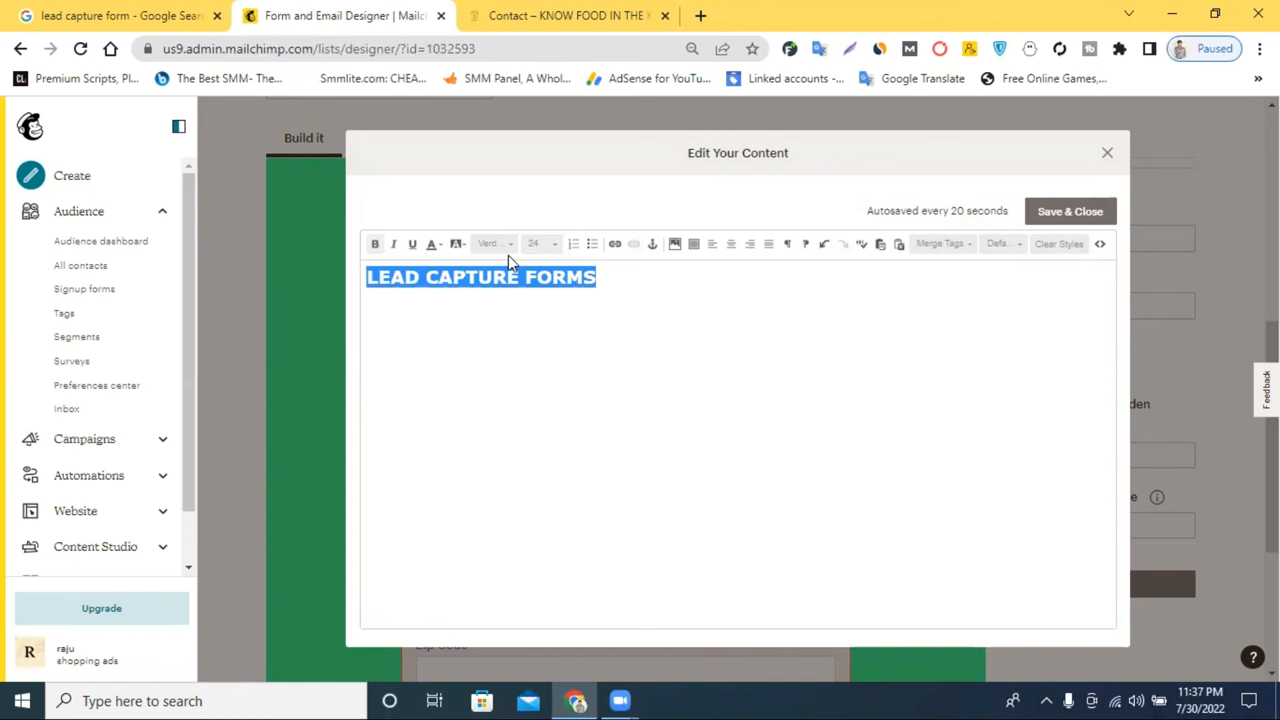 lead capture form - Google Sear
Form and Email Designer | Mailc
Contact – KNOW FOOD IN THE K
us9.admin.mailchimp.com/lists/designer/?id=1032593
Paused
Premium Scripts, Pl...
The Best SMM- The...
Smmlite.com: CHEA...
SMM Panel, A Whol...
AdSense for YouTu...
Linked accounts -...
Google Translate
Free Online Games,...
»
Create
Audience
Audience dashboard
All contacts
Signup forms
Tags
Segments
Surveys
Preferences center
Inbox
Campaigns
Automations
Website
Content Studio
Upgrade
R
raju
shopping ads
Build it
Edit Your Content
Autosaved every 20 seconds
Save & Close
B I U A A Verd... 24 Merge Tags Defa... Clear Styles
LEAD CAPTURE FORMS
den
e
Feedback
Zip Code
?
Type here to search
11:37 PM
7/30/2022